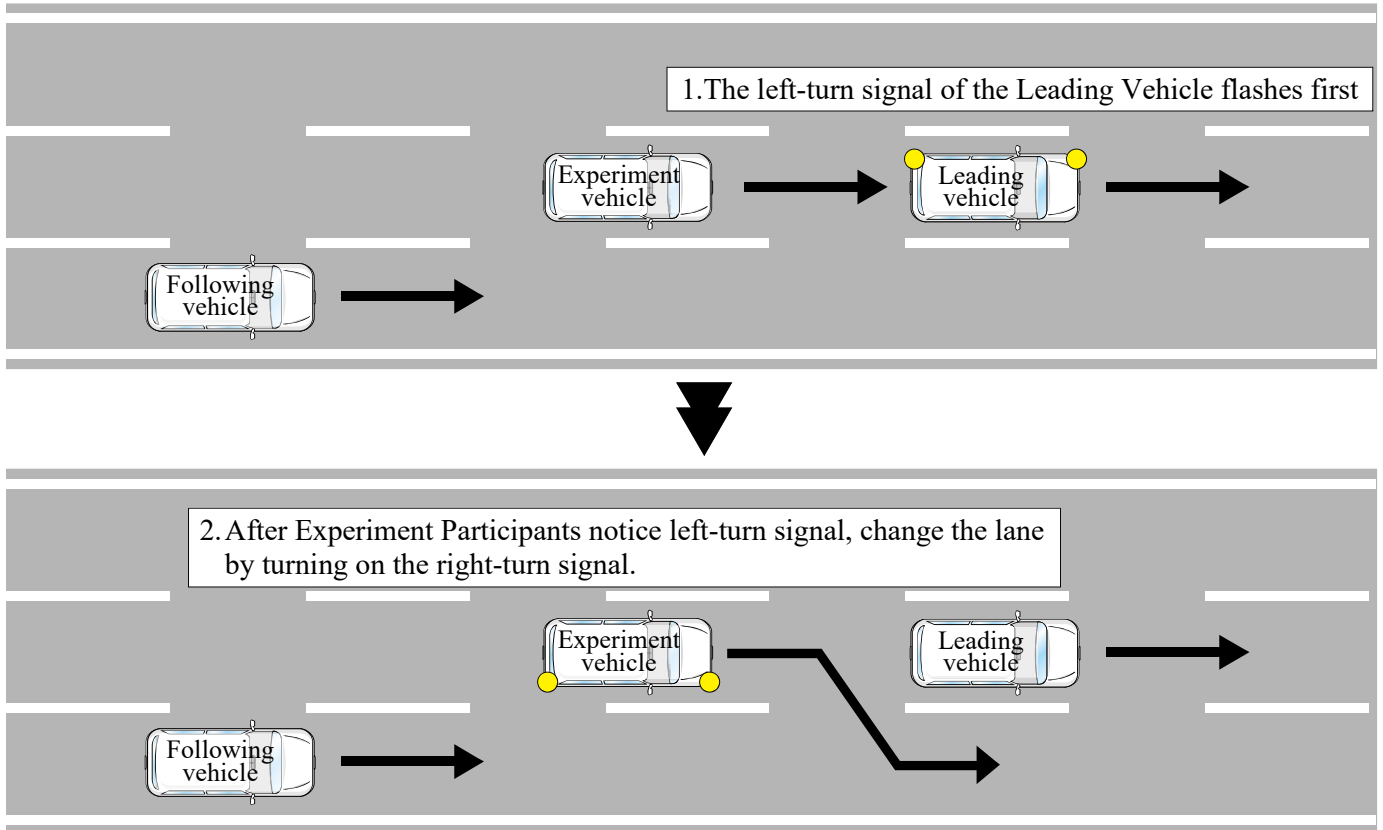 1.The left-turn signal of the Leading Vehicle flashes first
Experiment
vehicle
Leading
vehicle
Following
vehicle
2. After Experiment Participants notice left-turn signal, change the lane
by turning on the right-turn signal.
Experiment
vehicle
Leading
vehicle
Following
vehicle